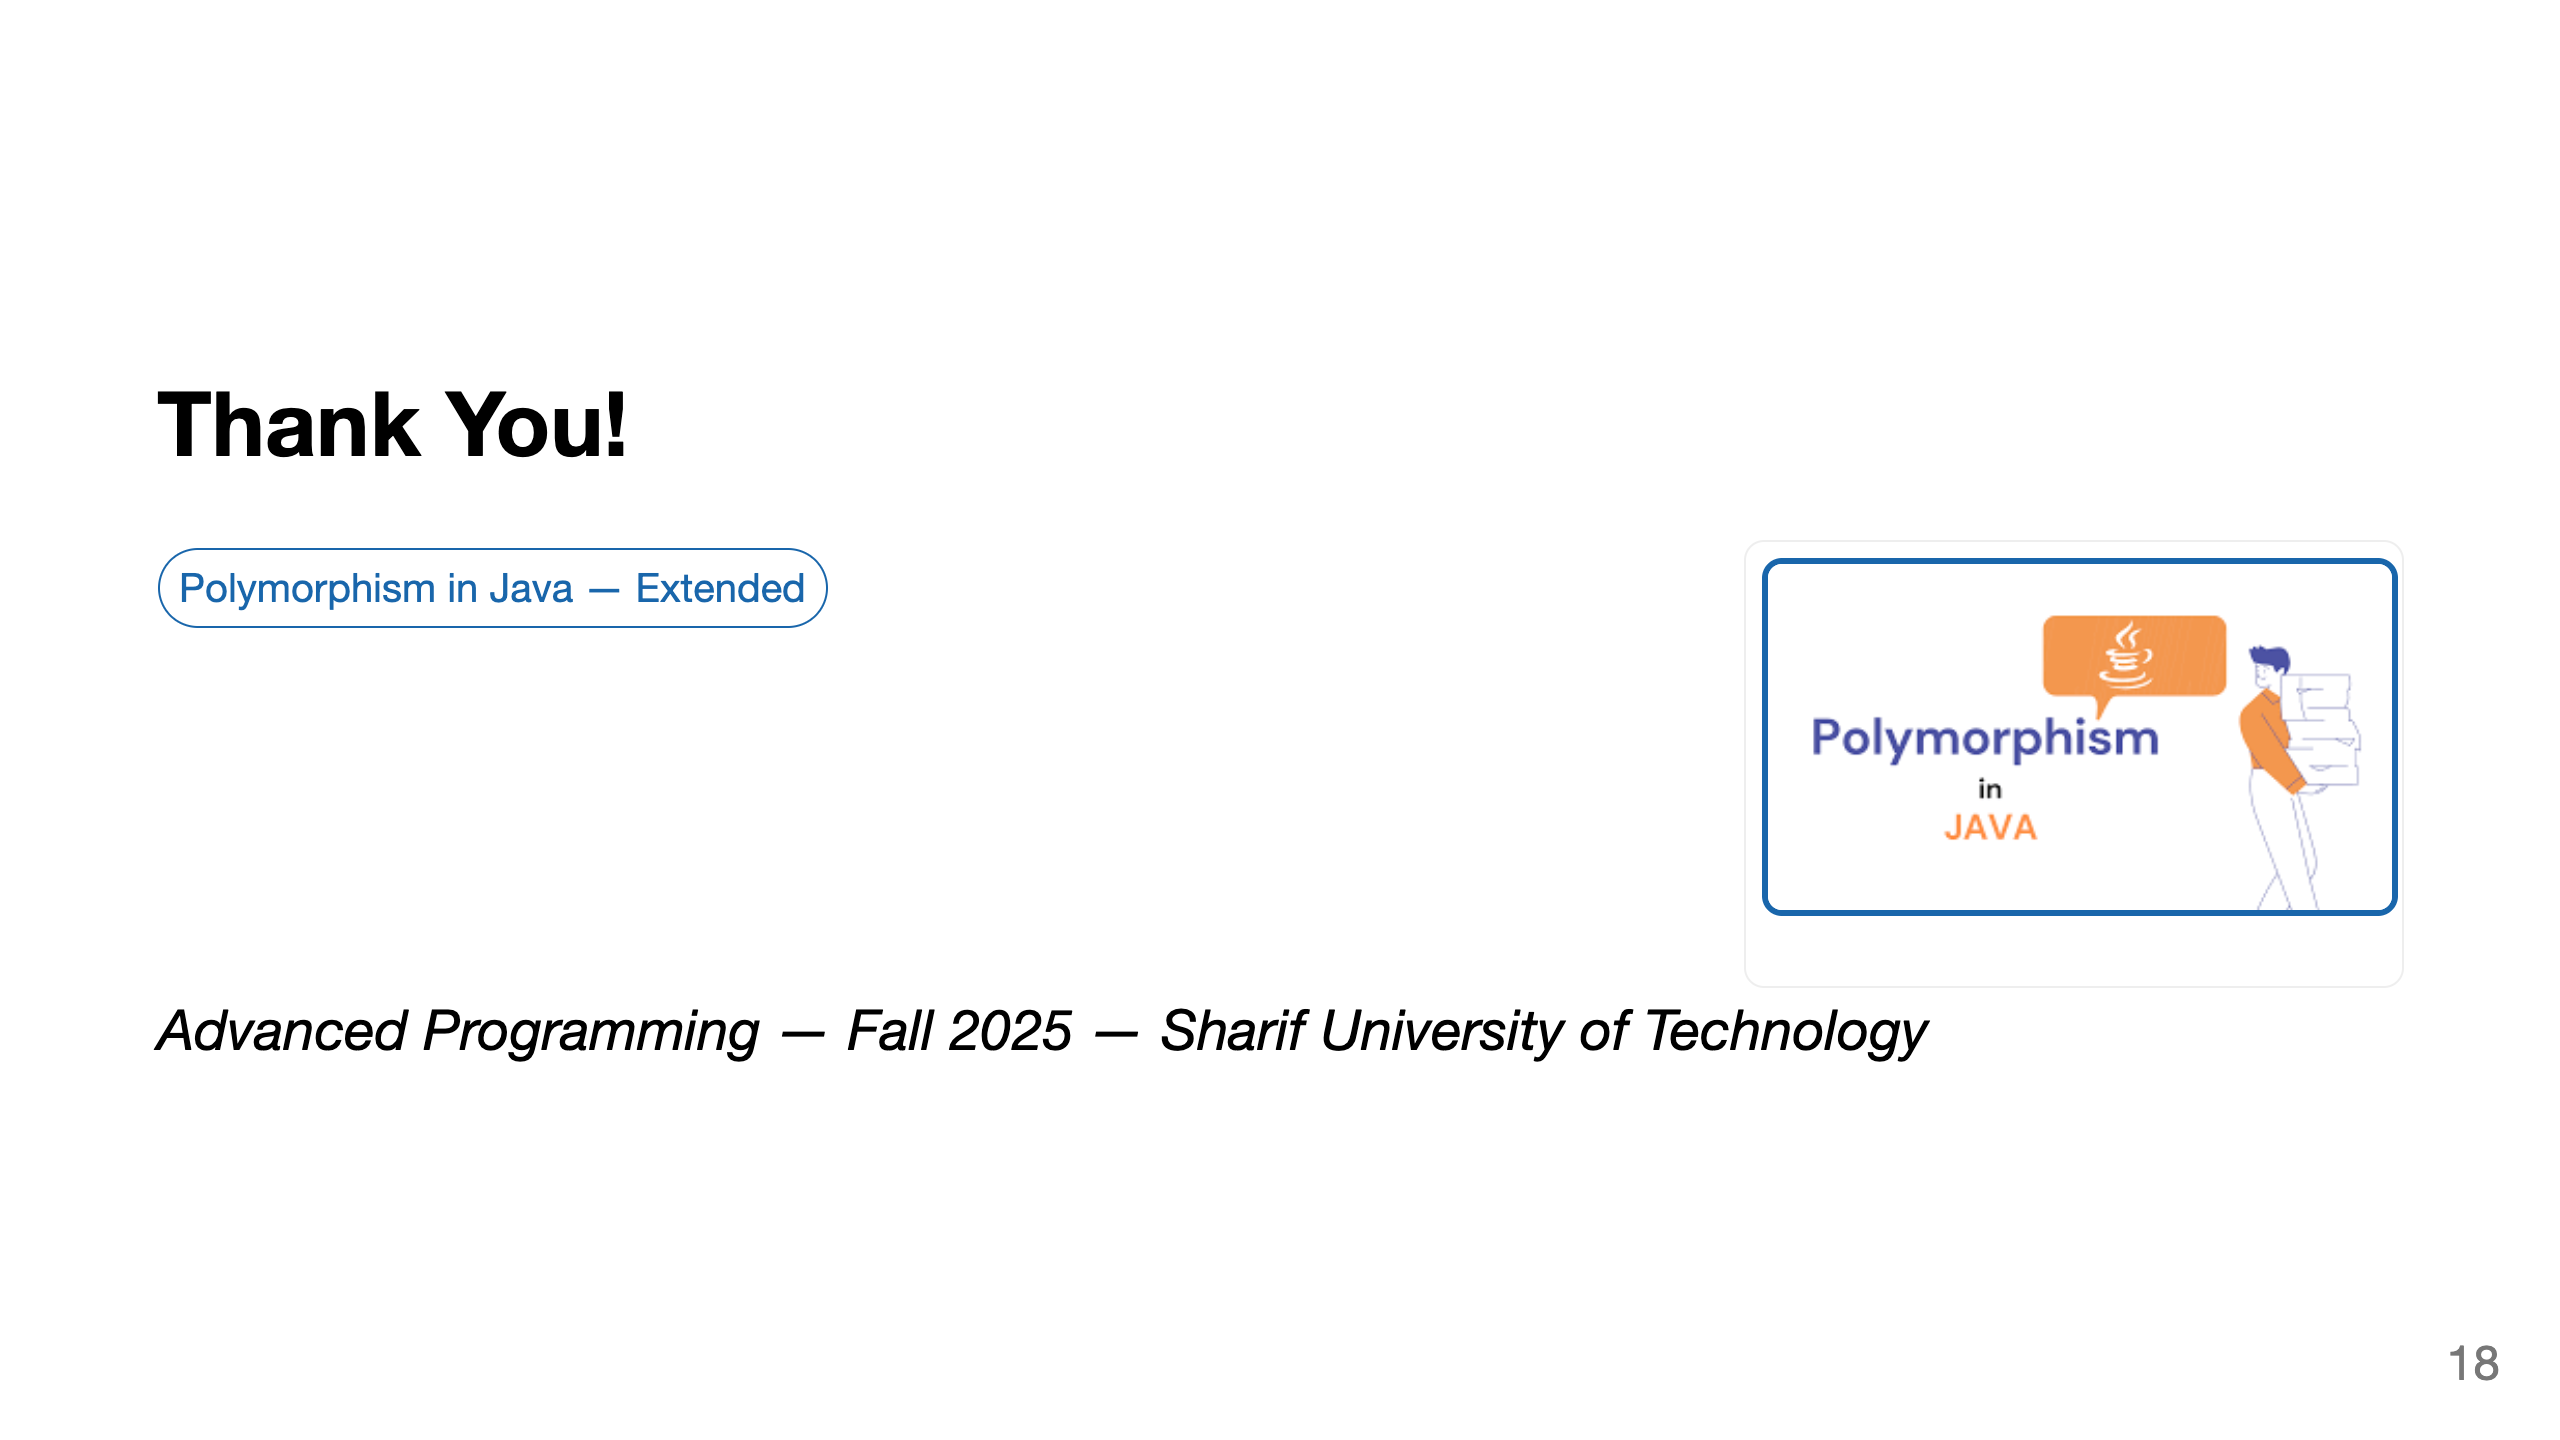 Thank You!
Polymorphism in Java — Extended
Polymorphism
in
JAVA
Advanced Programming — Fall 2025 — Sharif University of Technology
18